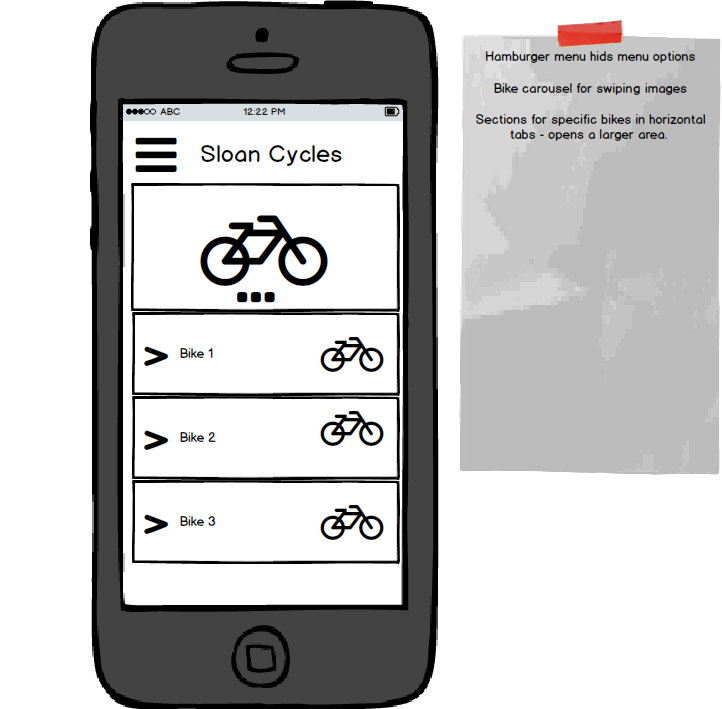 ABC 12:22 PM
Sloan Cycles
> Bike 1
> Bike 2
> Bike 3
Hamburger menu hids menu options
Bike carousel for swiping images
Sections for specific bikes in horizontal
tabs - opens a larger area.